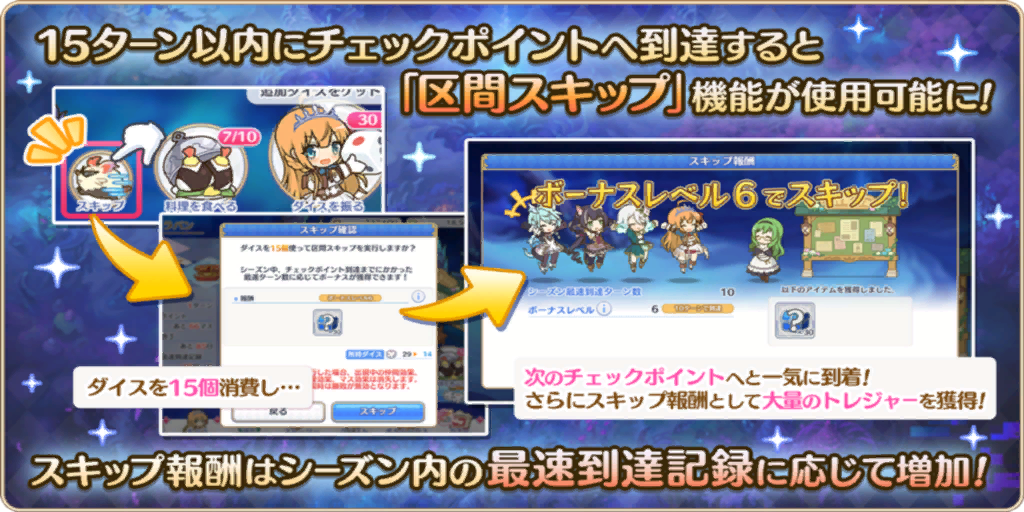 15ターン以内にチェックポイントへ到達すると
「区間スキップ」機能が使用可能に!
追加ダイスをゲット
7/10
30
スキップ
料理を食べる
ダイスを振る
スキップ確認
ダイスを15個使って区間スキップを実行しますか?
シーズン中、チェックポイント到達までにかかった
最速ターン数に応じてボーナスが獲得できます!
報酬
所持ダイス 29 14
戻る
スキップ
ダイスを15個消費し…
スキップ報酬
ボーナスレベル6でスキップ!
シーズン最速到達ターン数 10
ボーナスレベル 6
以下のアイテムを獲得しました
30
次のチェックポイントへと一気に到着!
さらにスキップ報酬として大量のトレジャーを獲得!
スキップ報酬はシーズン内の最速到達記録に応じて増加!